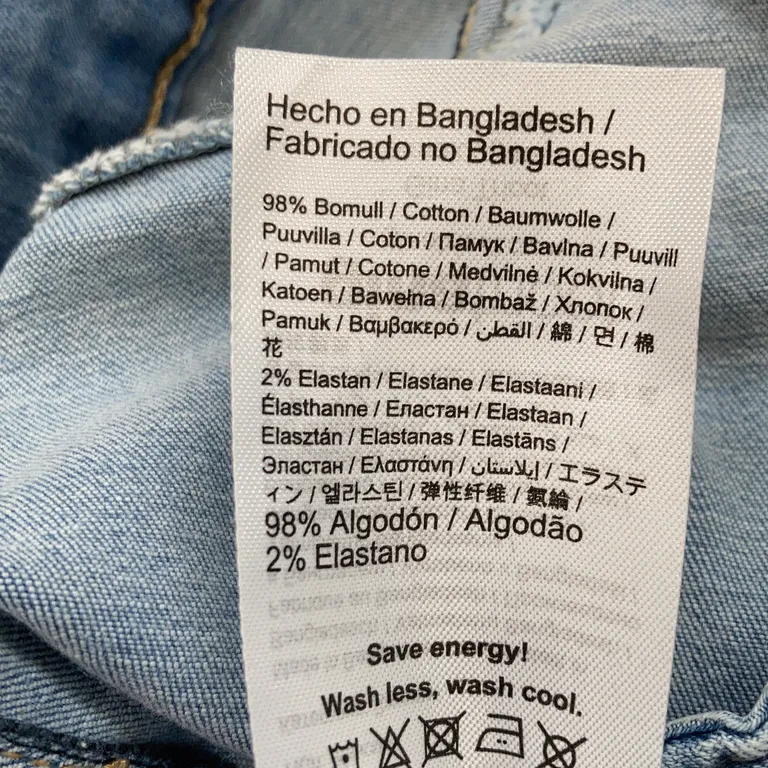 Hecho en Bangladesh /
Fabricado no Bangladesh
98% Bomull / Cotton / Baumwolle /
Puuvilla / Coton / Памук / Bavlna / Puuvill
/ Pamut / Cotone / Medvilnė / Kokvilna /
Katoen / Bawełna / Bombaž / Хлопок /
Pamuk / Βαμβακερό / القطن / 綿 / 면 / 棉
花
2% Elastan / Elastane / Elastaani /
Élasthanne / Еластан / Elastaan /
Elasztán / Elastanas / Elastāns /
Эластан / Ελαστάνη / إيلاستان / エラステ
ィン / 엘라스틴 / 弹性纤维 / 氨綸 /
98% Algodón / Algodão
2% Elastano
Save energy!
Wash less, wash cool.